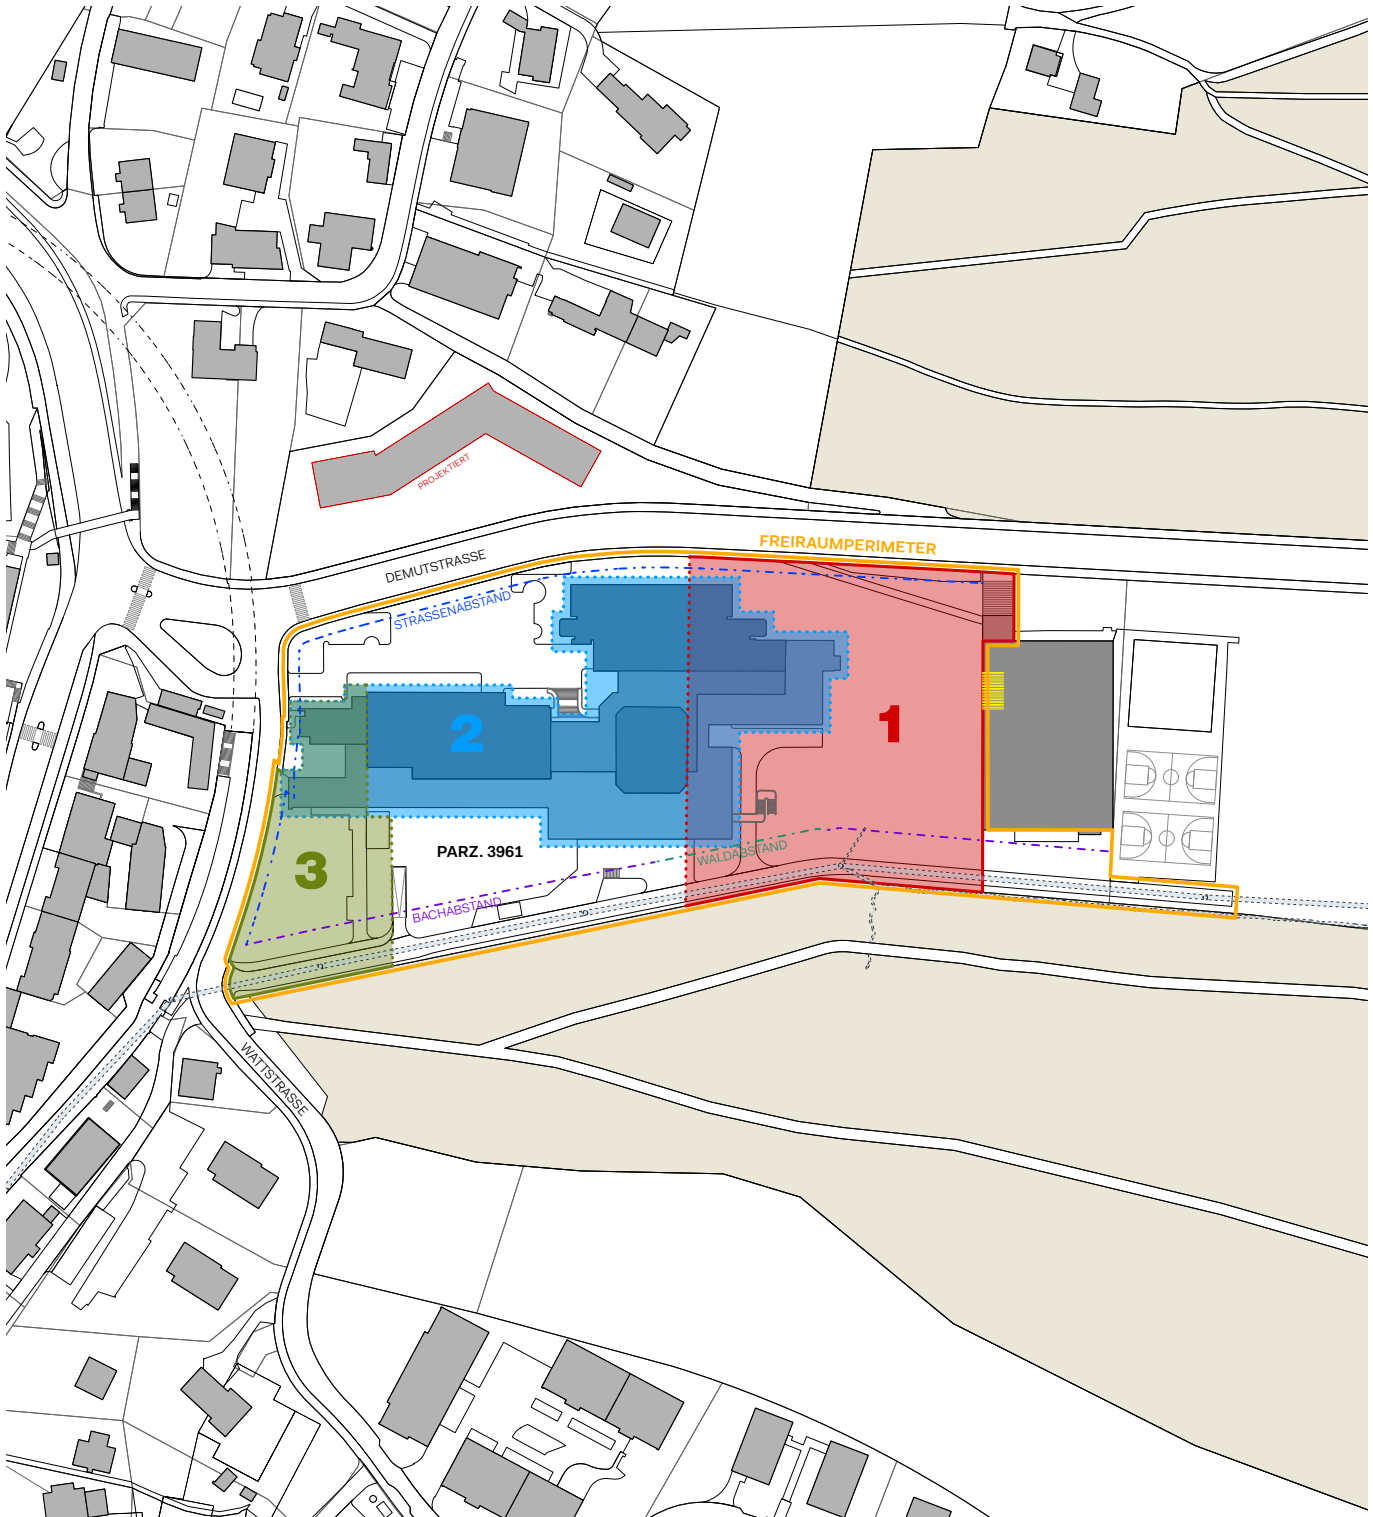 PROJEKTIERT
FREIRAUMPERIMETER
DEMUTSTRASSE
STRASSENABSTAND
1
2
3
PARZ. 3961
WALDABSTAND
BACHABSTAND
WATTSTRASSE